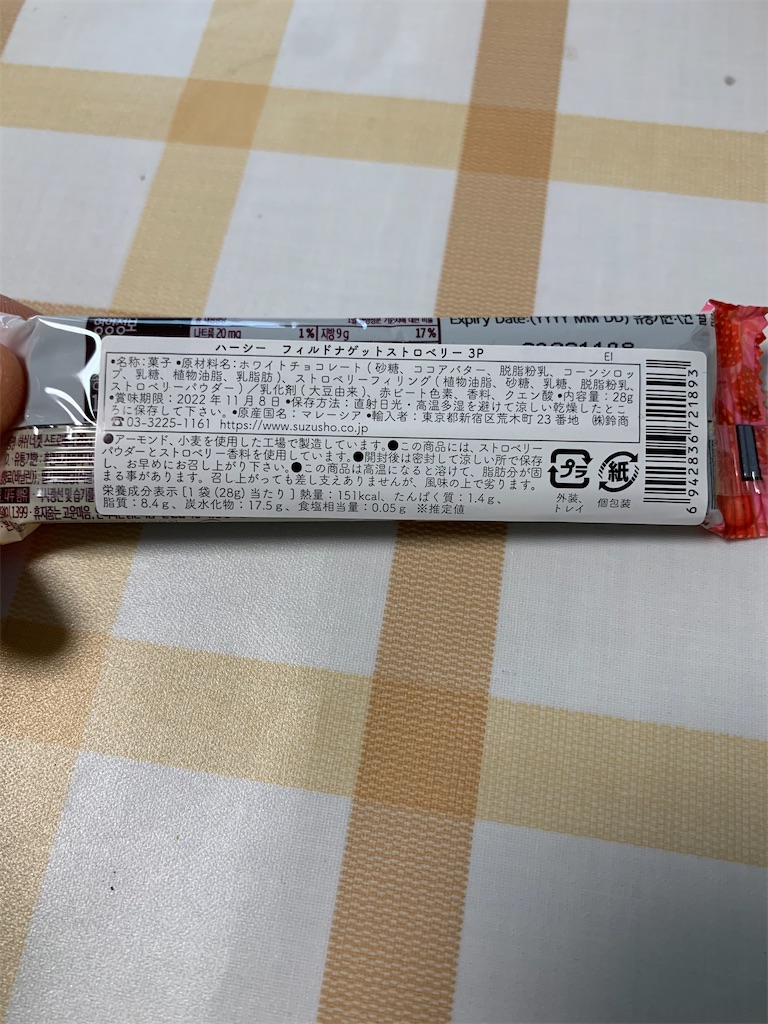 나트륨 20 mg 1% 지방 9 g 17%
Expiry Date:(YYYY MM DD)
ハーシー フィルドナゲットストロベリー 3P
EI
•名称:菓子 •原材料名:ホワイトチョコレート(砂糖、ココアバター、脱脂粉乳、コーンシロッ
プ、乳糖、植物油脂、乳脂肪)、ストロベリーフィリング(植物油脂、砂糖、乳糖、脱脂粉乳、
ストロベリーパウダー)/乳化剤(大豆由来)、赤ビート色素、香料、クエン酸 •内容量:28g
•賞味期限:2022 年 11 月 8 日 •保存方法:直射日光・高温多湿を避けて涼しい乾燥したとこ
ろに保存して下さい。•原産国名:マレーシア •輸入者:東京都新宿区荒木町 23 番地 ㈱鈴商
☎03-3225-1161 https://www.suzusho.co.jp
●アーモンド、小麦を使用した工場で製造しています。●この商品には、ストロベリー
パウダーとストロベリー香料を使用しています。●開封後は密封して涼しい所で保存
し、お早めにお召し上がり下さい。●この商品は高温になると溶けて、脂肪分が固
まる事があります。召し上がっても差し支えありませんが、風味の上で劣ります。
栄養成分表示 [1 袋 (28g) 当たり] 熱量:151kcal、たんぱく質:1.4g、
脂質:8.4g、炭水化物:17.5g、食塩相当量:0.05g ※推定値
プラ
外装、
トレイ
紙
個包装
6 942836 721893